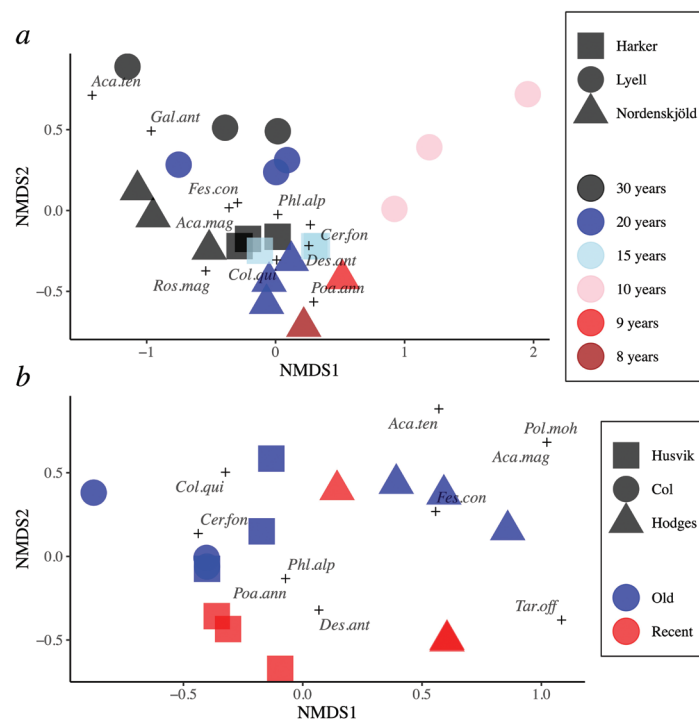 a
Harker
Lyell
Nordenskjöld
Aca.ten
Gal.ant
0.5
Fes.con
Phl.alp
30 years
NMDS2
0.0
Aca.mag
Cer.fon
20 years
Ros.mag
Col.qui
Des.ant
15 years
−0.5
Poa.ann
10 years
−1
0
1
2
9 years
NMDS1
8 years
b
Aca.ten
Pol.moh
Aca.mag
Husvik
0.5
Col.qui
Fes.con
Col
Cer.fon
Hodges
NMDS2
0.0
Phl.alp
Poa.ann
Tar.off
Old
Des.ant
Recent
-0.5
−0.5
0.0
0.5
1.0
NMDS1